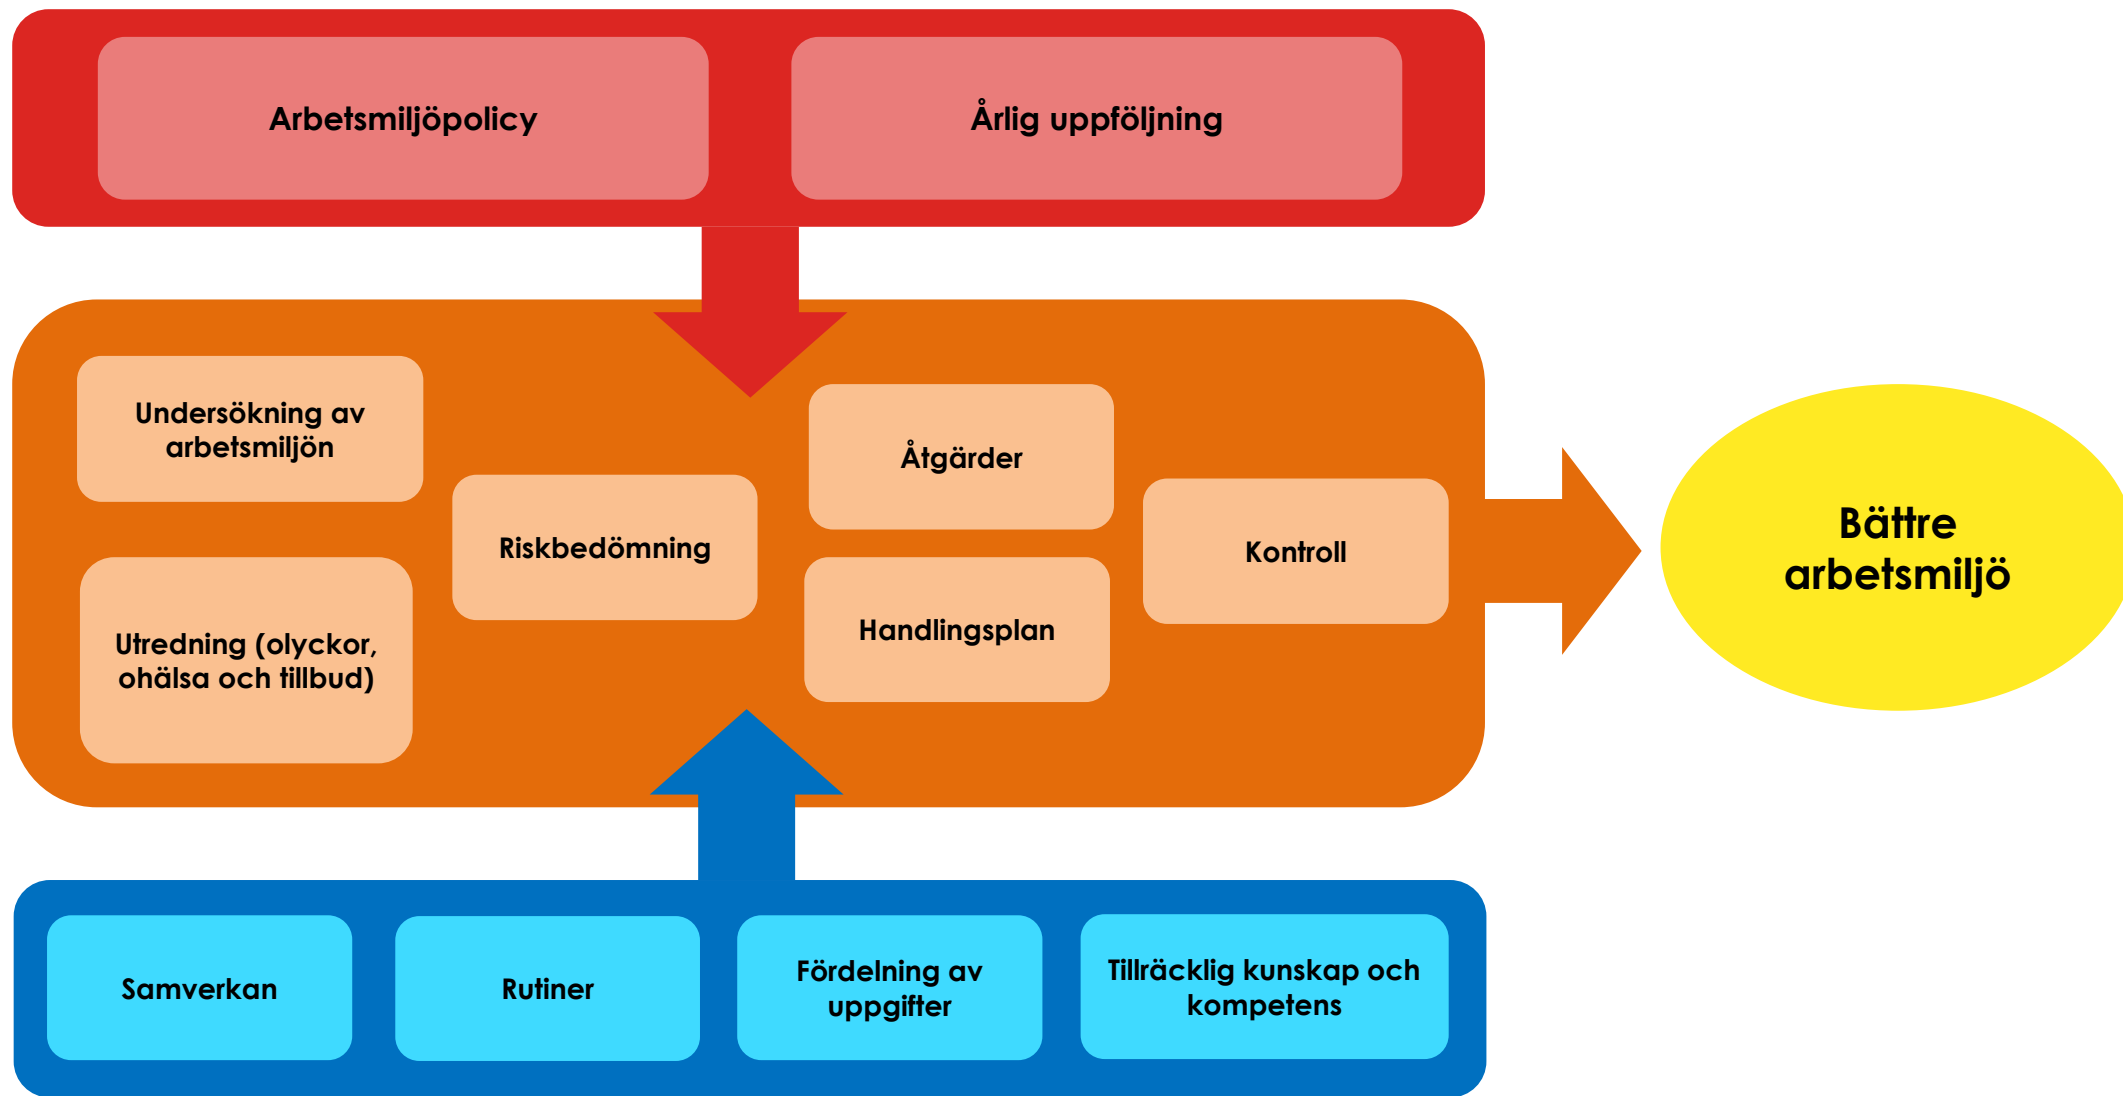 Arbetsmiljöpolicy
Årlig uppföljning
Undersökning av
arbetsmiljön
Utredning (olyckor,
ohälsa och tillbud)
Riskbedömning
Åtgärder
Handlingsplan
Kontroll
Bättre
arbetsmiljö
Samverkan
Rutiner
Fördelning av
uppgifter
Tillräcklig kunskap och
kompetens